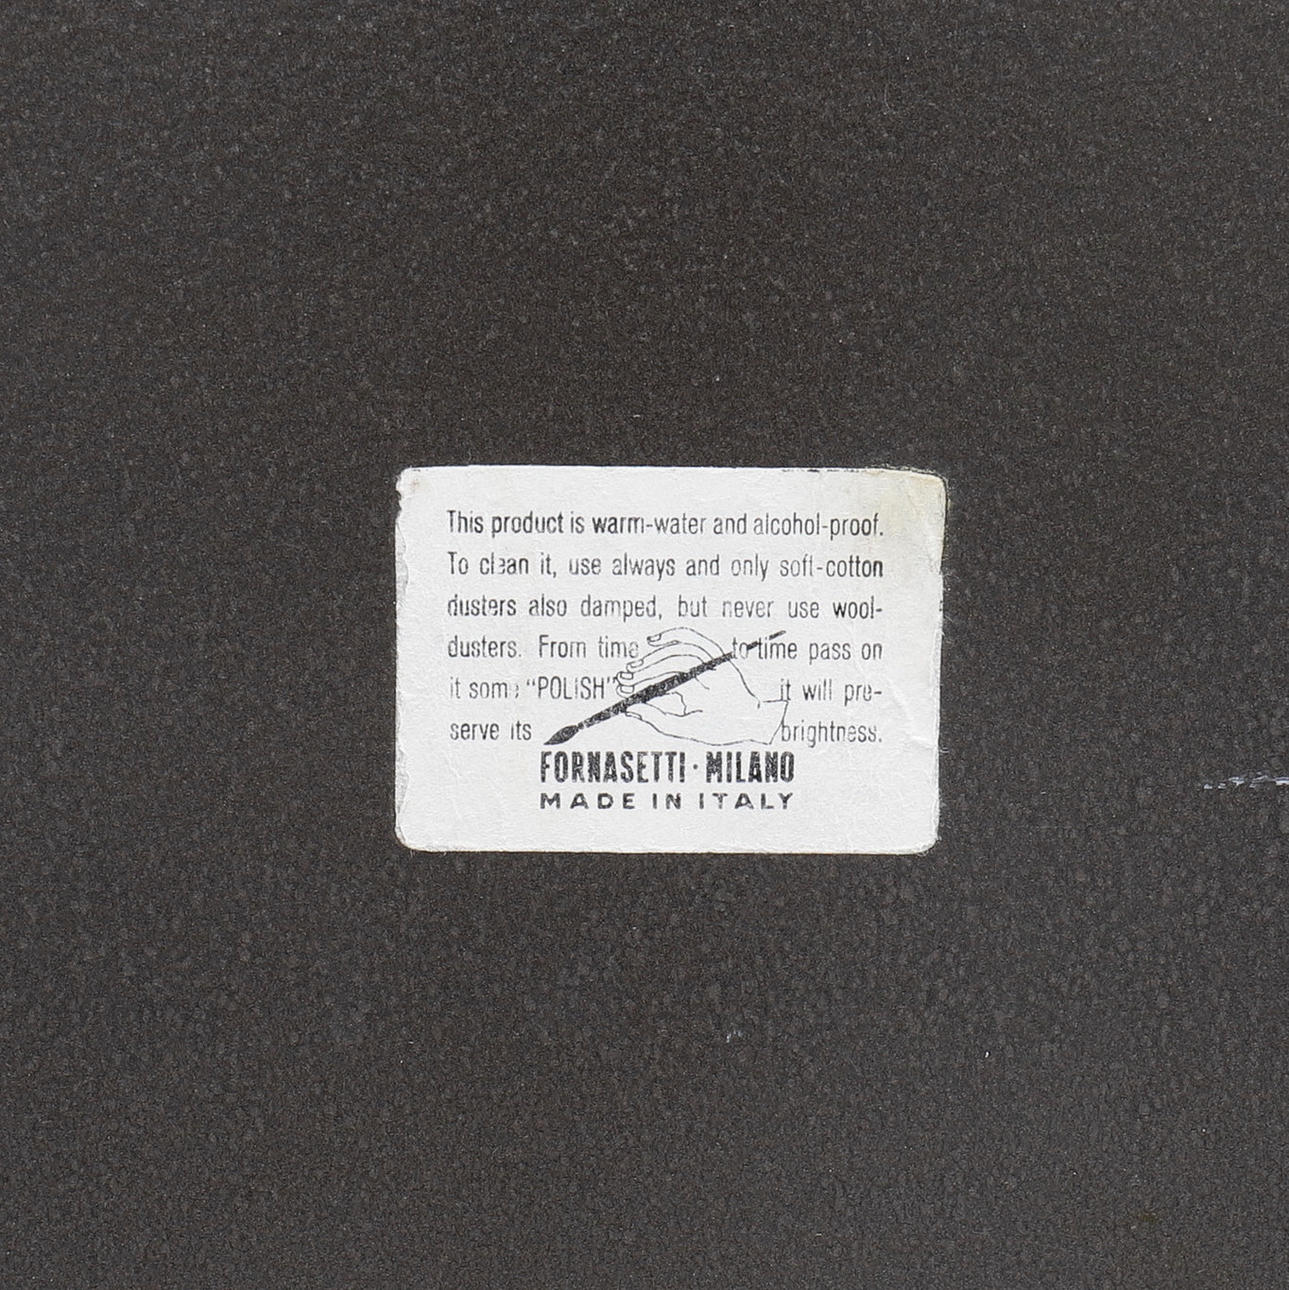 This product is warm-water and alcohol-proof.
To clean it, use always and only soft-cotton
dusters also damped, but never use wool-
dusters. From time to time pass on
it some "POLISH" it will pre-
serve its brightness.
FORNASETTI · MILANO
MADE IN ITALY